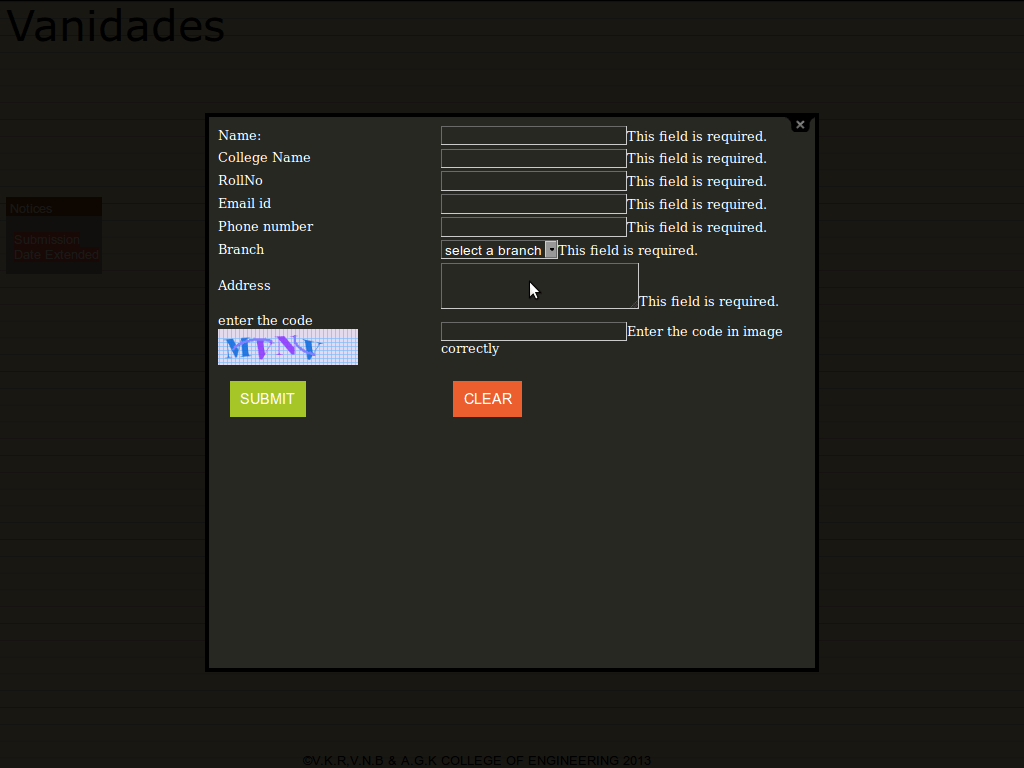 Vanidades
Name: This field is required.
College Name This field is required.
RollNo This field is required.
Email id This field is required.
Phone number This field is required.
Notices
Submission
Date Extended
Branch select a branch This field is required.
Address This field is required.
enter the code Enter the code in image
correctly
MTNV
SUBMIT CLEAR
©V.K.R,V.N.B & A.G.K COLLEGE OF ENGINEERING 2013